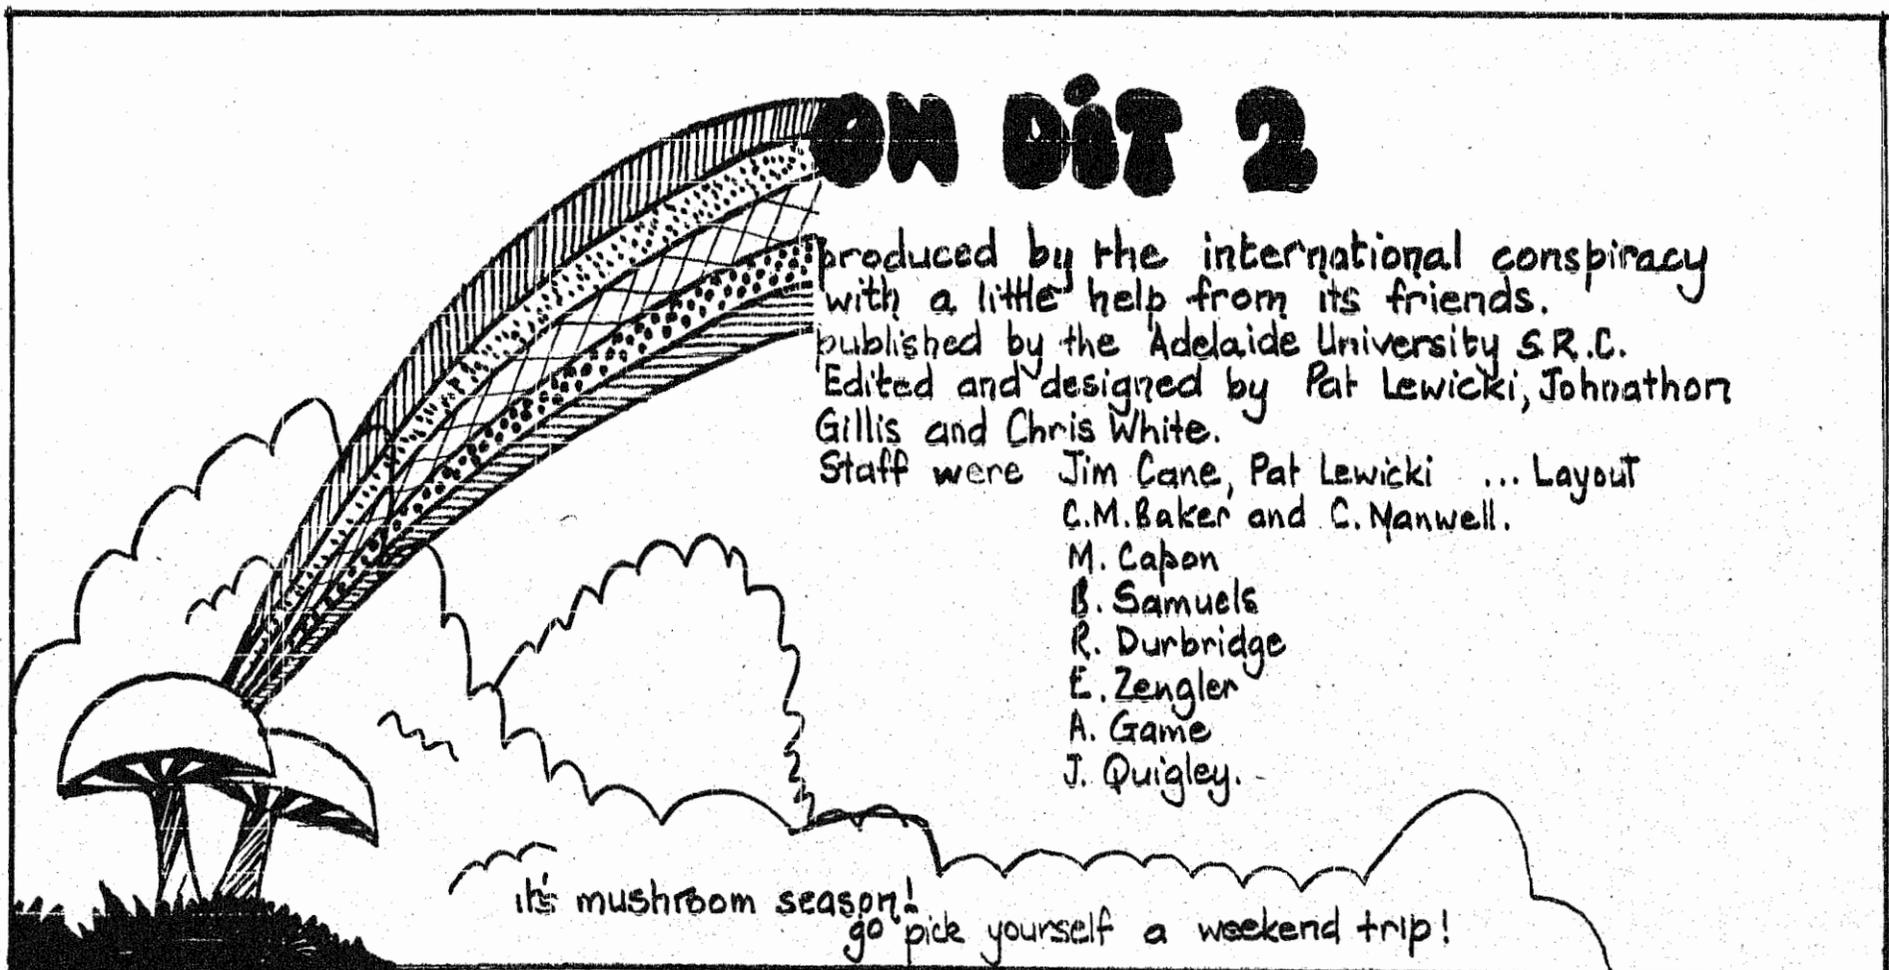 ON DiT 2
produced by the international conspiracy
with a little help from its friends.
published by the Adelaide University S.R.C.
Edited and designed by Pat Lewicki, Johnathon
Gillis and Chris White.
Staff were Jim Cane, Pat Lewicki ... Layout
C.M.Baker and C. Manwell.
M. Capon
B. Samuels
R. Durbridge
E. Zengler
A. Game
J. Quigley.
it's mushroom season!
go pick yourself a weekend trip!